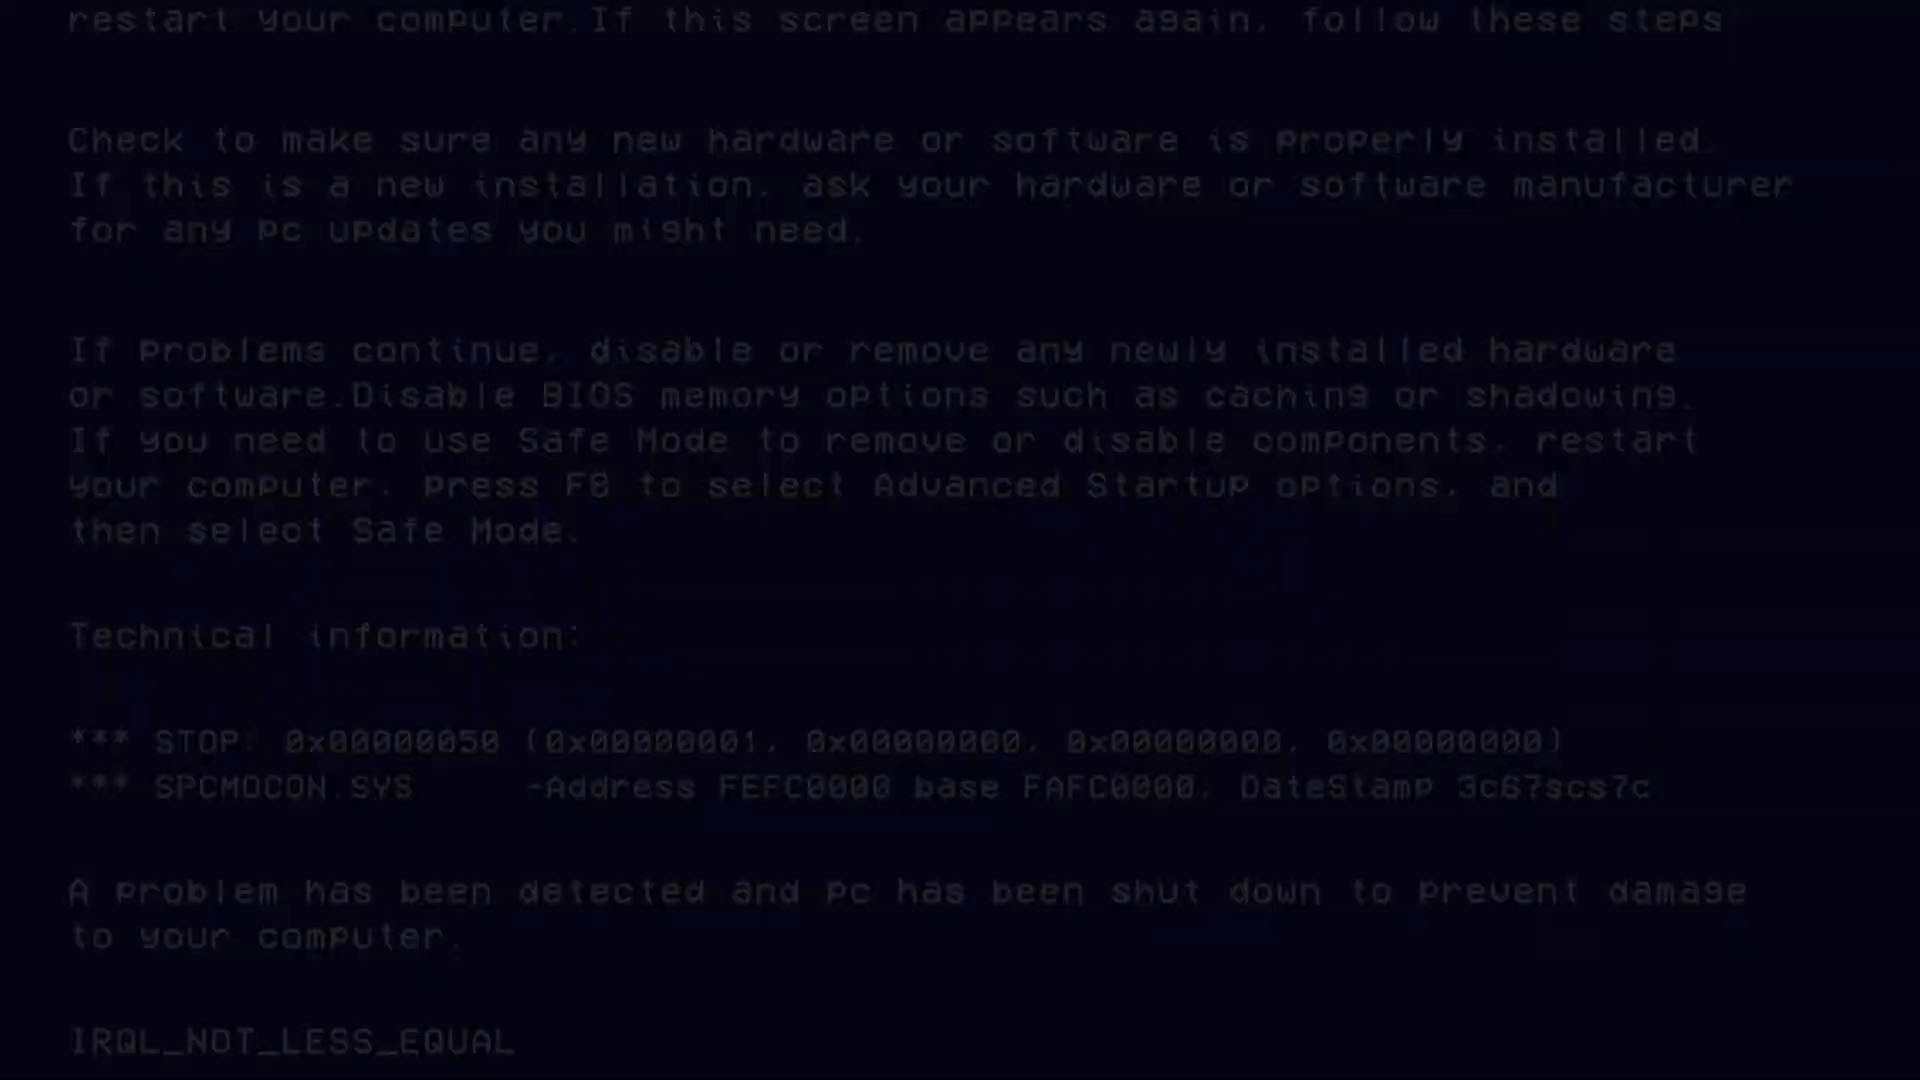 restart your computer.If this screen appears again, follow these steps
Check to make sure any new hardware or software is properly installed.
If this is a new installation, ask your hardware or software manufacturer
for any pc updates you might need.
If problems continue, disable or remove any newly installed hardware
or software.Disable BIOS memory options such as caching or shadowing.
If you need to use Safe Mode to remove or disable components, restart
your computer, press F8 to select Advanced Startup options, and
then select Safe Mode.
Technical information:
*** STOP: 0x00000050 (0x00000001, 0x00000000, 0x00000000, 0x00000000)
*** SPCMDCON.SYS -Address FEFC0000 base FAFC0000, DateStamp 3c67scs7c
A problem has been detected and pc has been shut down to prevent damage
to your computer.
IRQL_NOT_LESS_EQUAL